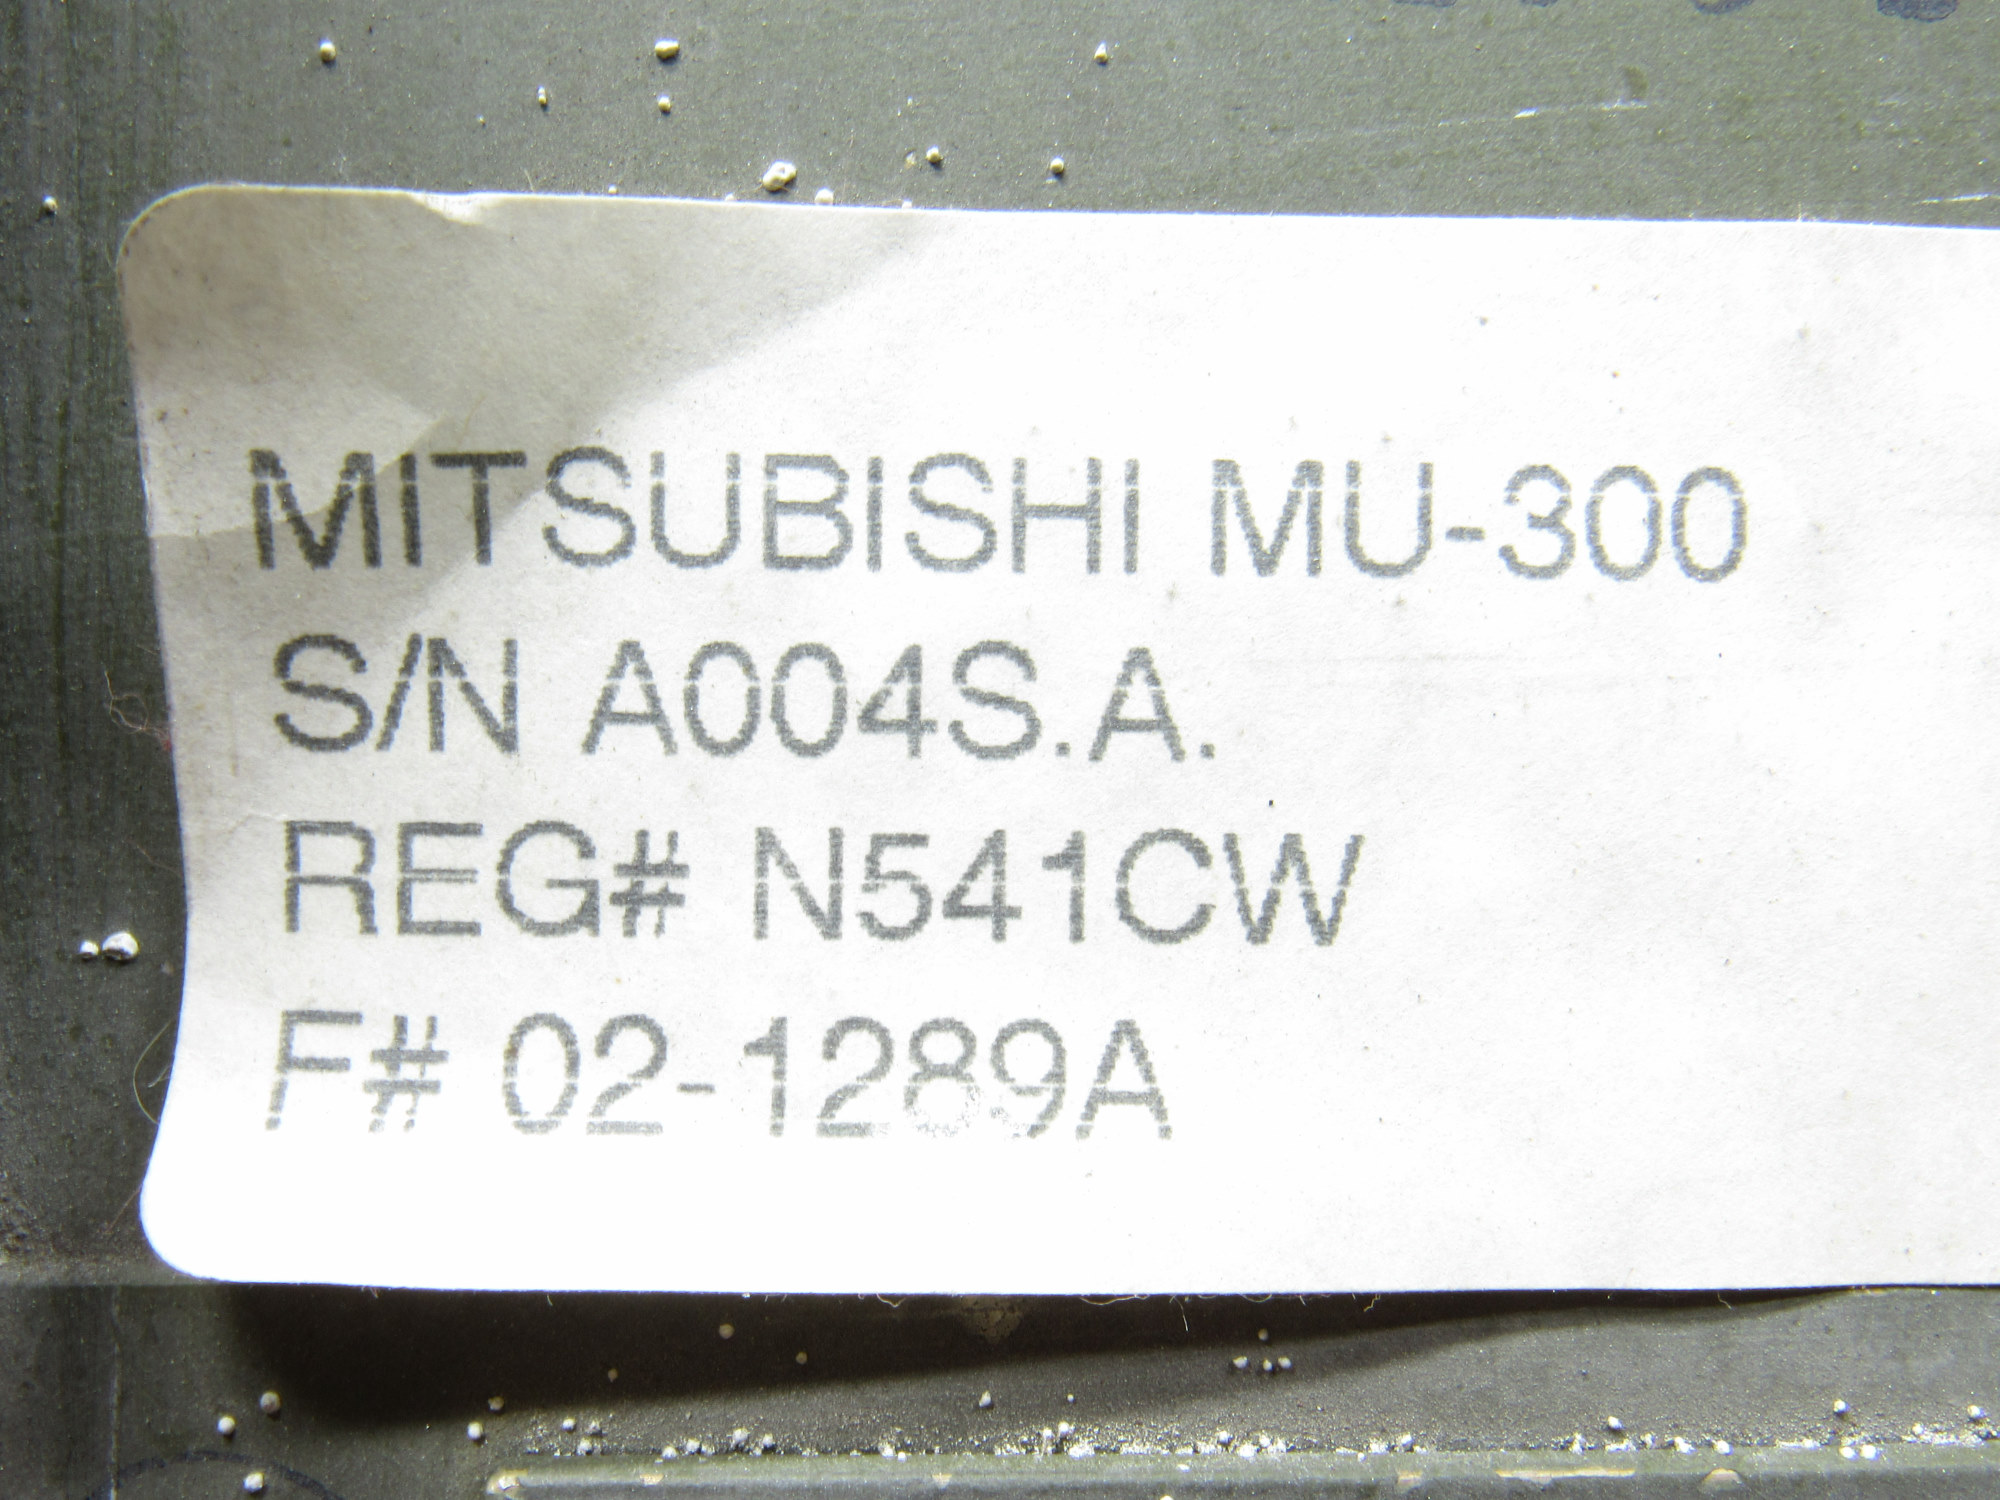 MITSUBISHI MU-300
S/N A004S.A.
REG# N541CW
F# 02-1289A